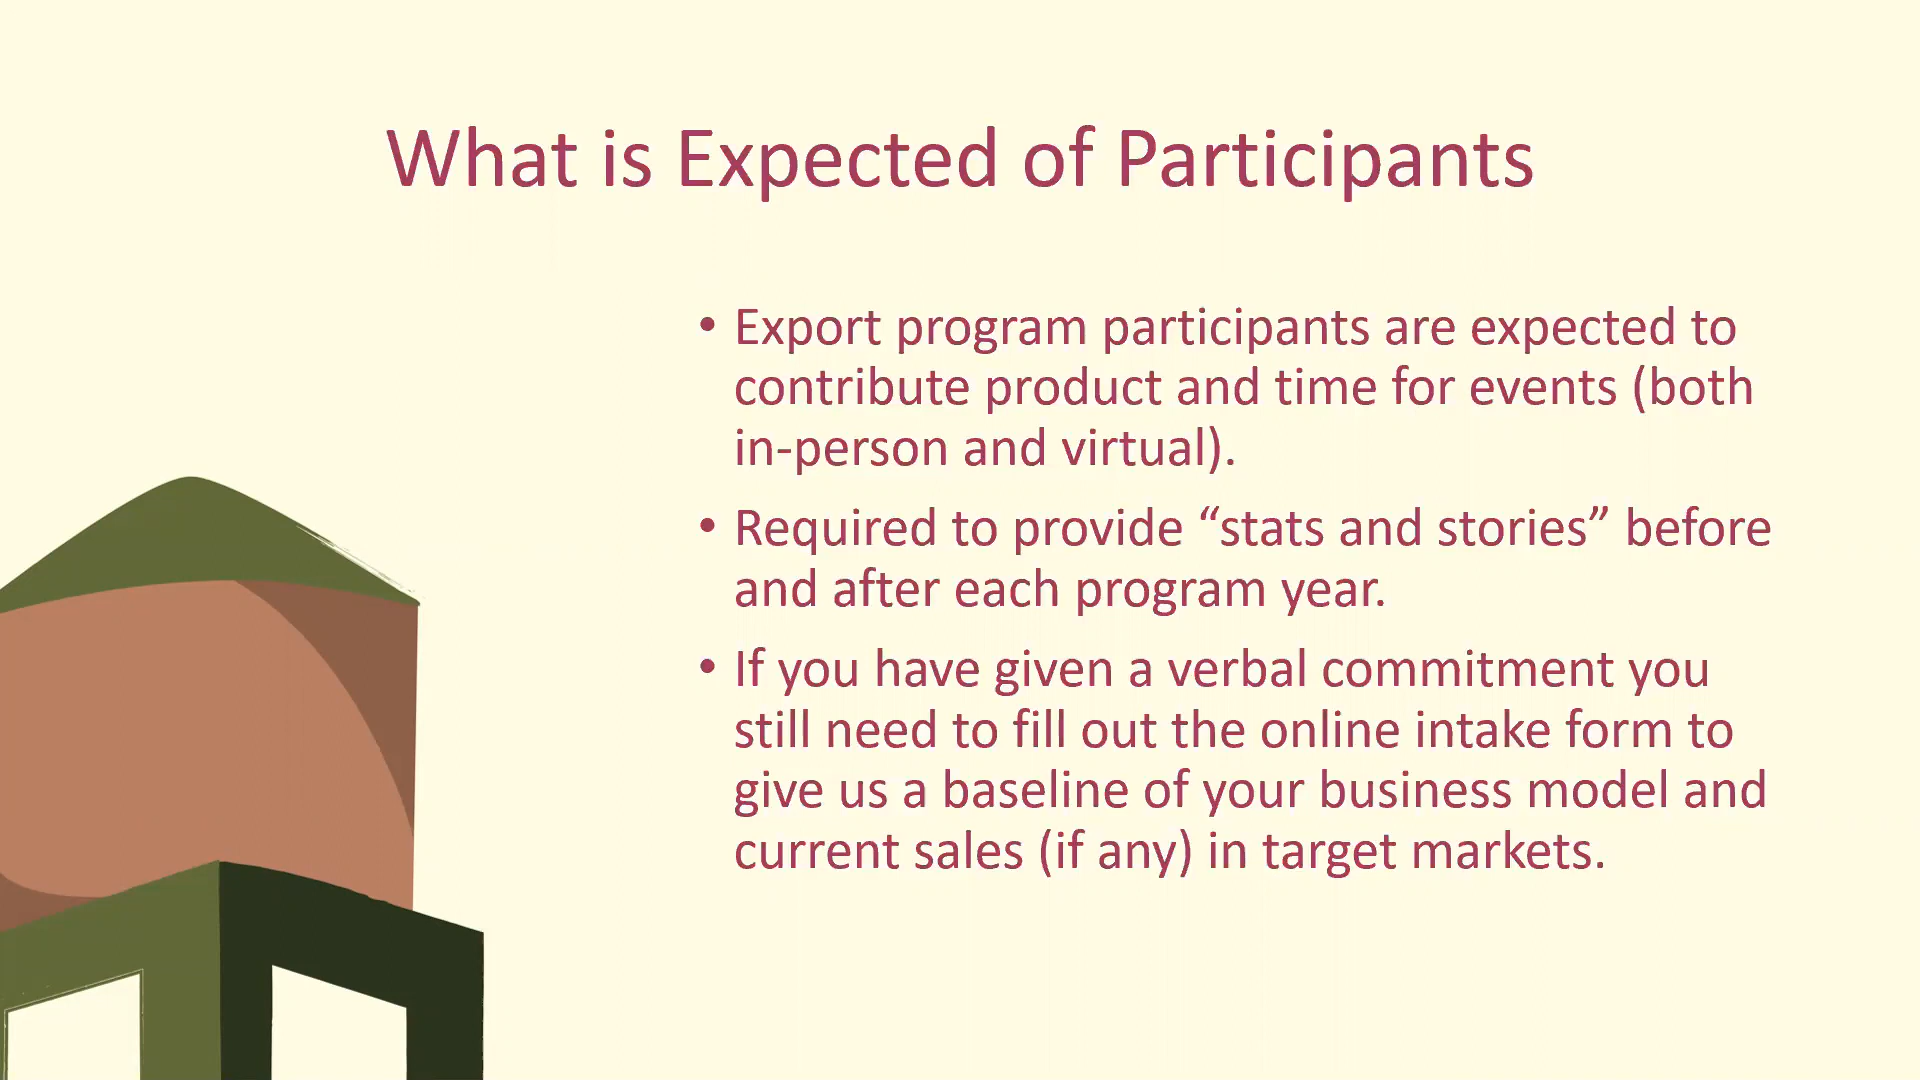 What is Expected of Participants
• Export program participants are expected to
contribute product and time for events (both
in-person and virtual).
• Required to provide “stats and stories” before
and after each program year.
• If you have given a verbal commitment you
still need to fill out the online intake form to
give us a baseline of your business model and
current sales (if any) in target markets.